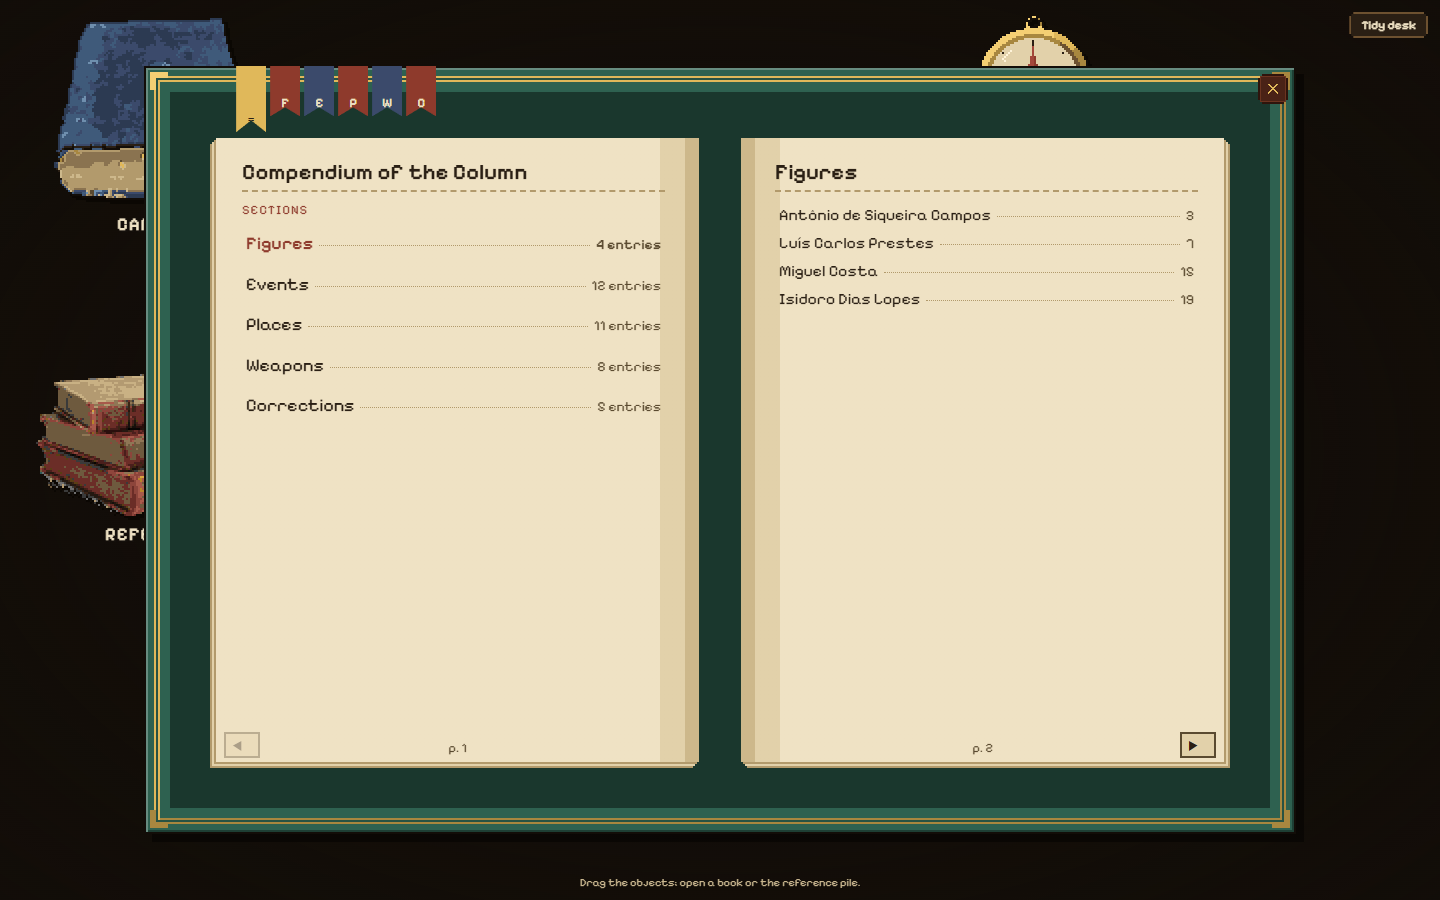 Tidy desk
F E P W O
Compendium of the Column
SECTIONS
Figures 4 entries
Events 12 entries
Places 11 entries
Weapons 8 entries
Corrections 5 entries
p. 1
Figures
Antônio de Siqueira Campos 3
Luís Carlos Prestes 7
Miguel Costa 15
Isidoro Dias Lopes 19
p. 2
Drag the objects; open a book or the reference pile.